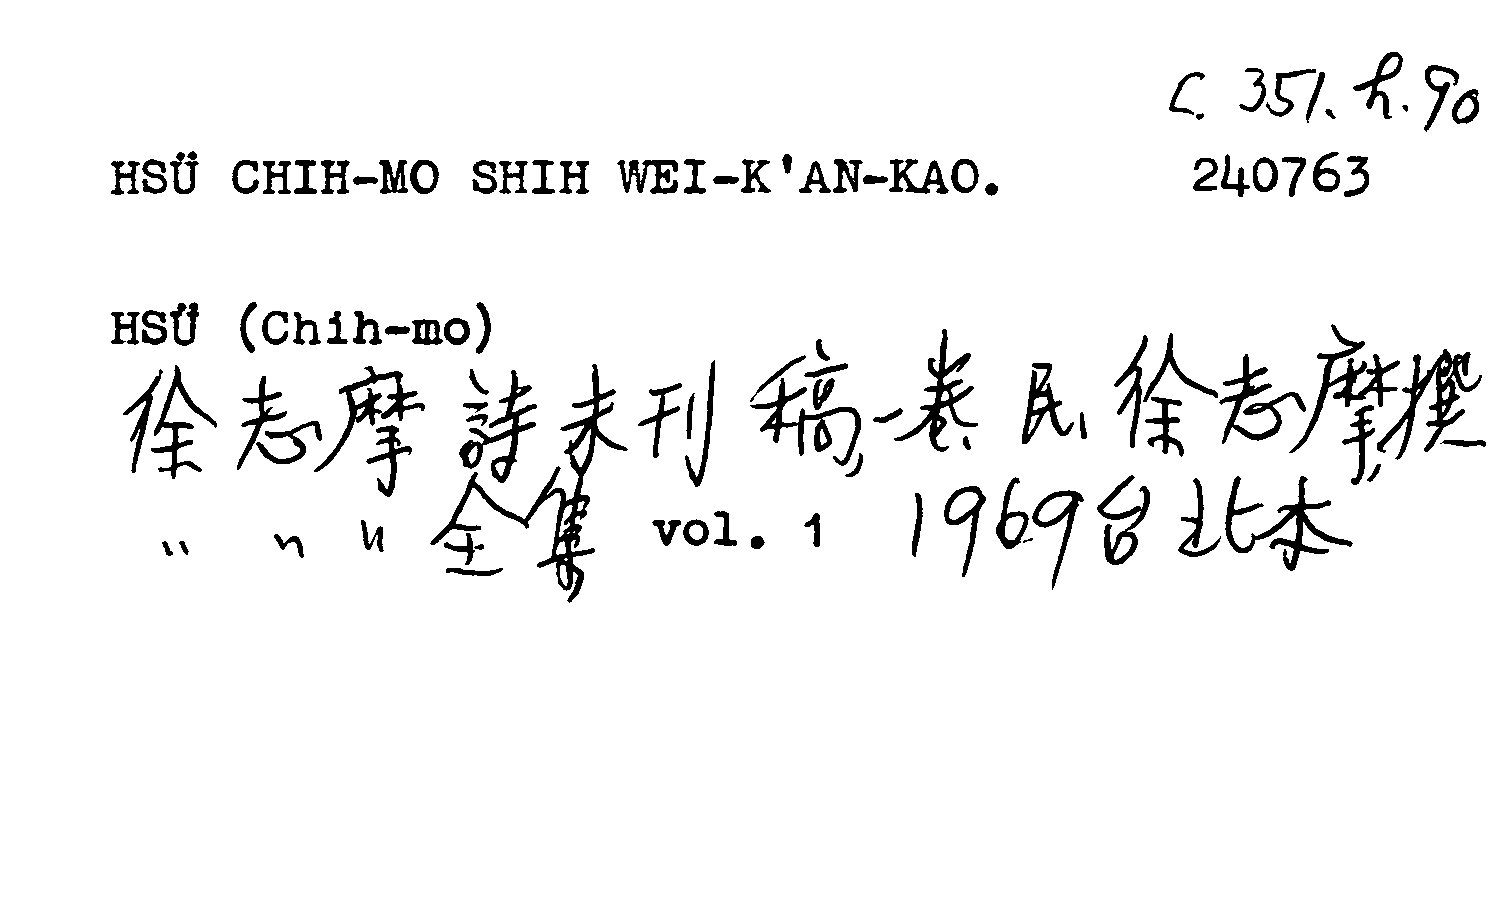 C. 351. h. 90
HSÜ CHIH-MO SHIH WEI-K'AN-KAO. 240763
HSÜ (Chih-mo)
徐志摩詩未刊稿,一卷 民、徐志摩,撰
〃 〃 〃 全集 vol. 1 1969台北本